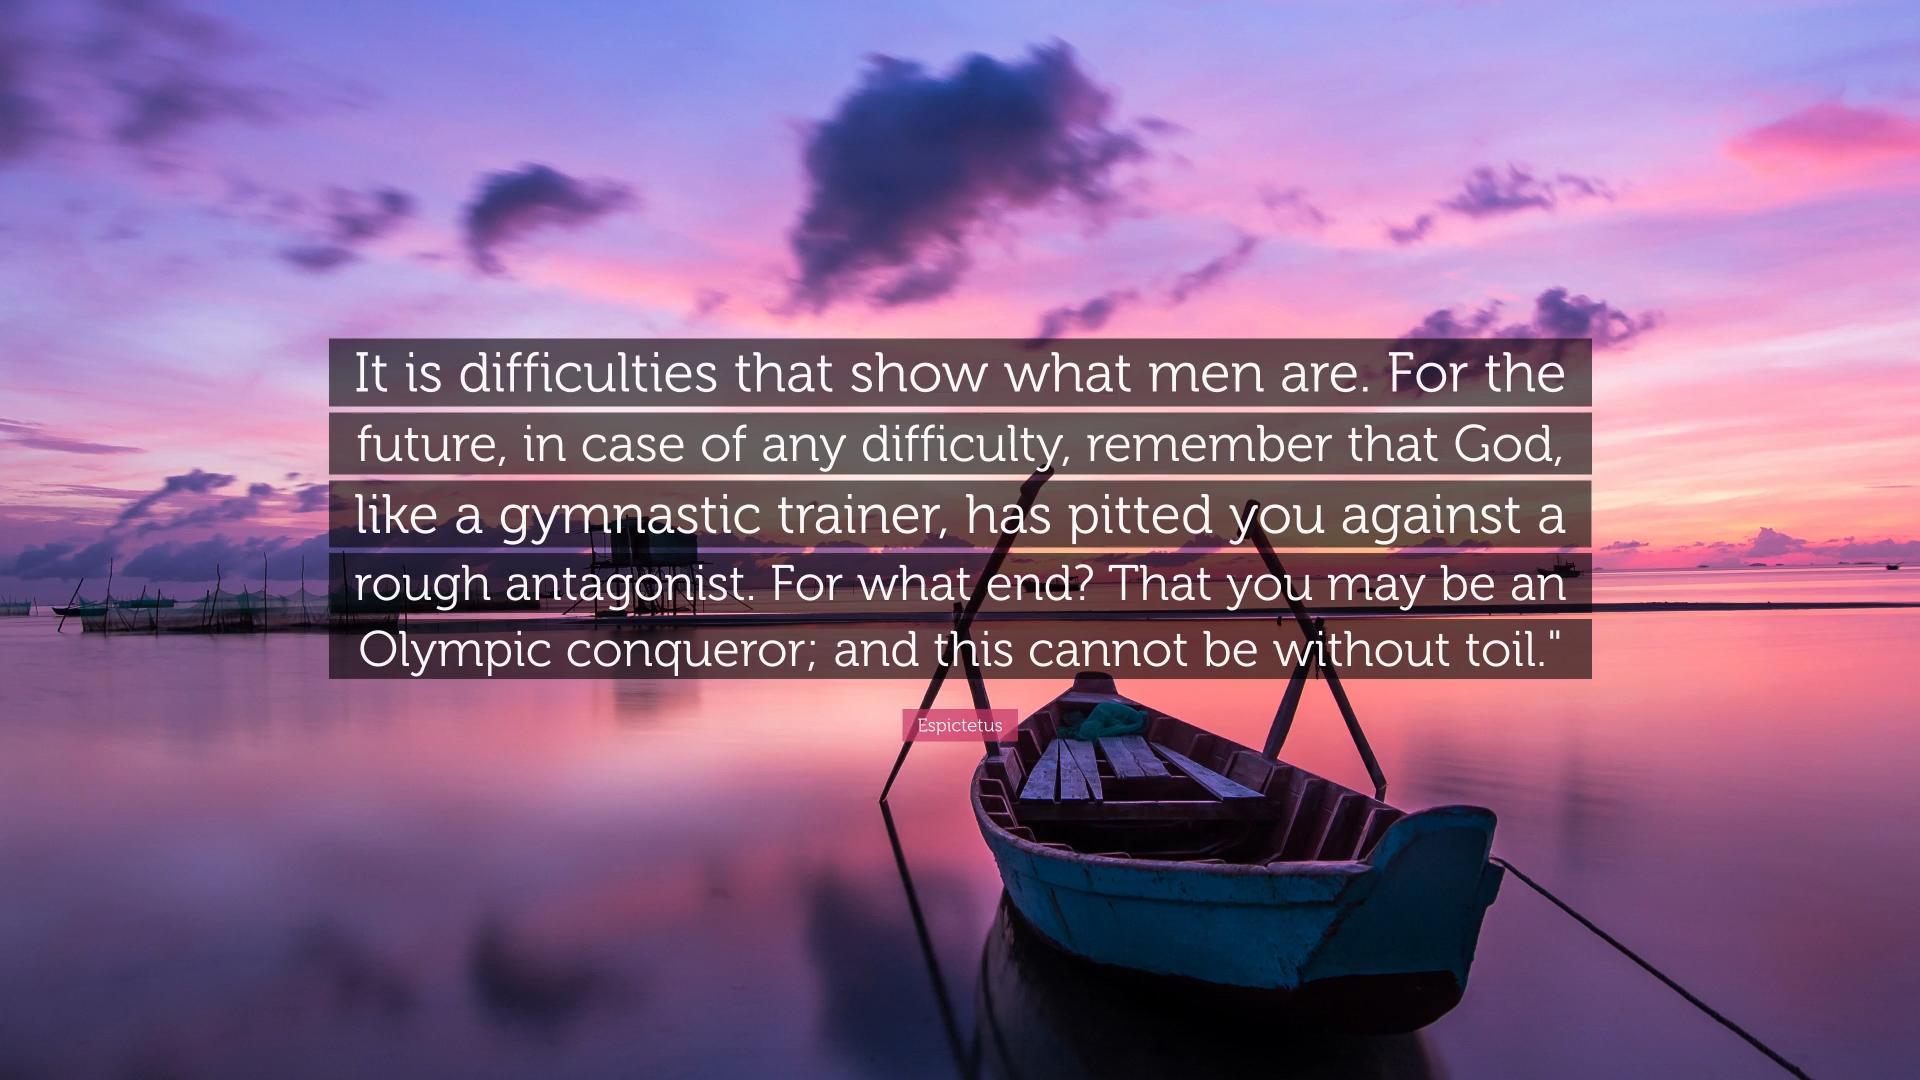 It is difficulties that show what men are. For the
future, in case of any difficulty, remember that God,
like a gymnastic trainer, has pitted you against a
rough antagonist. For what end? That you may be an
Olympic conqueror; and this cannot be without toil."
Espictetus